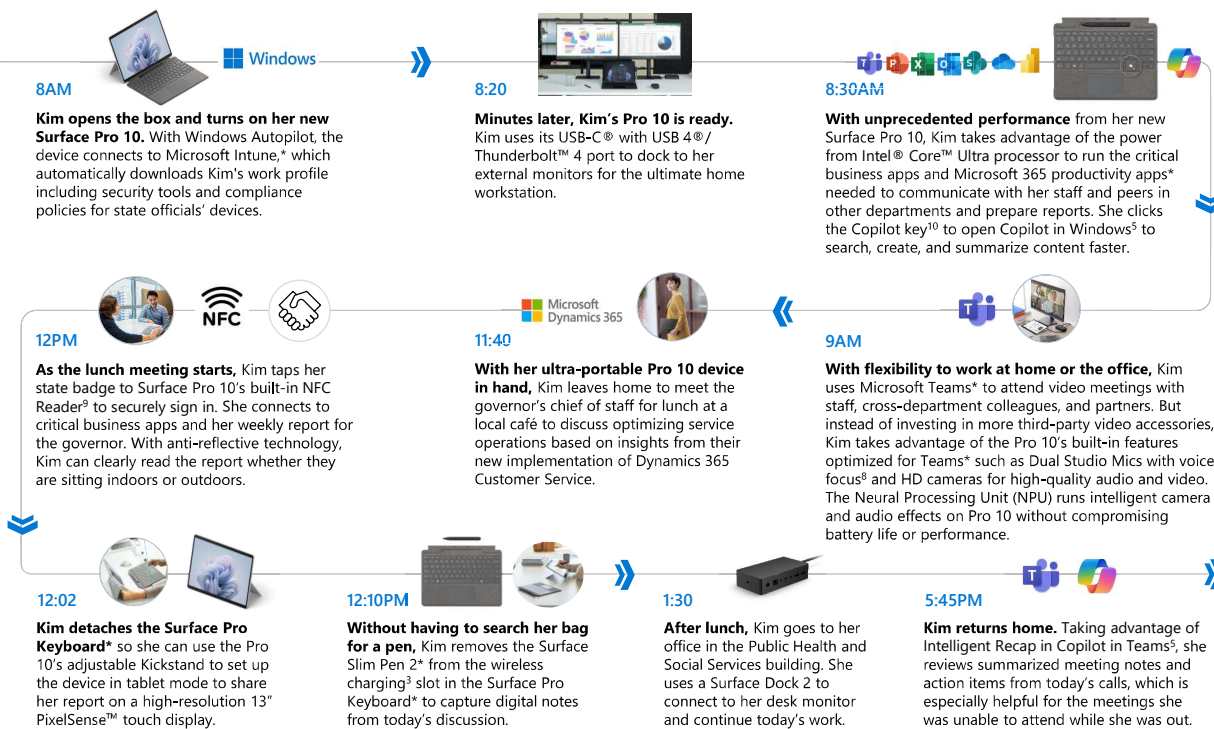 Windows
8AM
Kim opens the box and turns on her new
Surface Pro 10. With Windows Autopilot, the
device connects to Microsoft Intune,* which
automatically downloads Kim's work profile
including security tools and compliance
policies for state officials' devices.
8:20
Minutes later, Kim's Pro 10 is ready.
Kim uses its USB-C® with USB 4®/
Thunderbolt™ 4 port to dock to her
external monitors for the ultimate home
workstation.
8:30AM
With unprecedented performance from her new
Surface Pro 10, Kim takes advantage of the power
from Intel® Core™ Ultra processor to run the critical
business apps and Microsoft 365 productivity apps*
needed to communicate with her staff and peers in
other departments and prepare reports. She clicks
the Copilot key¹⁰ to open Copilot in Windows⁵ to
search, create, and summarize content faster.
9AM
With flexibility to work at home or the office, Kim
uses Microsoft Teams* to attend video meetings with
staff, cross-department colleagues, and partners. But
instead of investing in more third-party video accessories,
Kim takes advantage of the Pro 10's built-in features
optimized for Teams* such as Dual Studio Mics with voice
focus⁸ and HD cameras for high-quality audio and video.
The Neural Processing Unit (NPU) runs intelligent camera
and audio effects on Pro 10 without compromising
battery life or performance.
Microsoft
Dynamics 365
11:40
With her ultra-portable Pro 10 device
in hand, Kim leaves home to meet the
governor's chief of staff for lunch at a
local café to discuss optimizing service
operations based on insights from their
new implementation of Dynamics 365
Customer Service.
NFC
12PM
As the lunch meeting starts, Kim taps her
state badge to Surface Pro 10's built-in NFC
Reader⁹ to securely sign in. She connects to
critical business apps and her weekly report for
the governor. With anti-reflective technology,
Kim can clearly read the report whether they
are sitting indoors or outdoors.
12:02
Kim detaches the Surface Pro
Keyboard* so she can use the Pro
10's adjustable Kickstand to set up
the device in tablet mode to share
her report on a high-resolution 13"
PixelSense™ touch display.
12:10PM
Without having to search her bag
for a pen, Kim removes the Surface
Slim Pen 2* from the wireless
charging³ slot in the Surface Pro
Keyboard* to capture digital notes
from today's discussion.
1:30
After lunch, Kim goes to her
office in the Public Health and
Social Services building. She
uses a Surface Dock 2 to
connect to her desk monitor
and continue today's work.
5:45PM
Kim returns home. Taking advantage of
Intelligent Recap in Copilot in Teams⁵, she
reviews summarized meeting notes and
action items from today's calls, which is
especially helpful for the meetings she
was unable to attend while she was out.